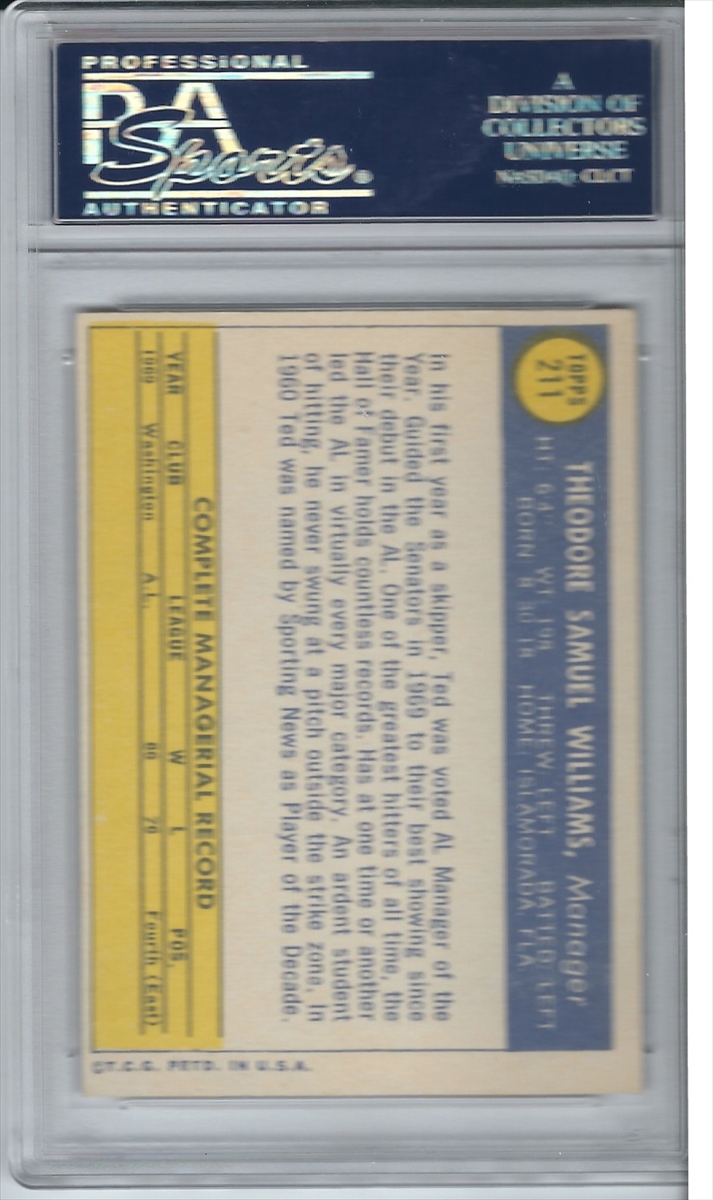 PROFESSIONAL
PSA
Sports®
AUTHENTICATOR
A
DIVISION OF
COLLECTORS
UNIVERSE
NASDAQ: CLCT
TOPPS
211
THEODORE SAMUEL WILLIAMS, Manager
HT: 6'4" WT. 198 THREW: LEFT BATTED: LEFT
BORN: 8-30-18 HOME: ISLAMORADA, FLA.
In his first year as a skipper, Ted was voted AL Manager of the
Year. Guided the Senators in 1969 to their best showing since
their debut in the AL. One of the greatest hitters of all time, the
Hall of Famer holds countless records. Has at one time or another
led the AL in virtually every major category. An ardent student
of hitting, he never swung at a pitch outside the strike zone. In
1960 Ted was named by Sporting News as Player of the Decade.
COMPLETE MANAGERIAL RECORD
YEAR CLUB LEAGUE W L POS.
1969 Washington A.L. 86 76 Fourth (East)
©T.C.G. PRTD. IN U.S.A.